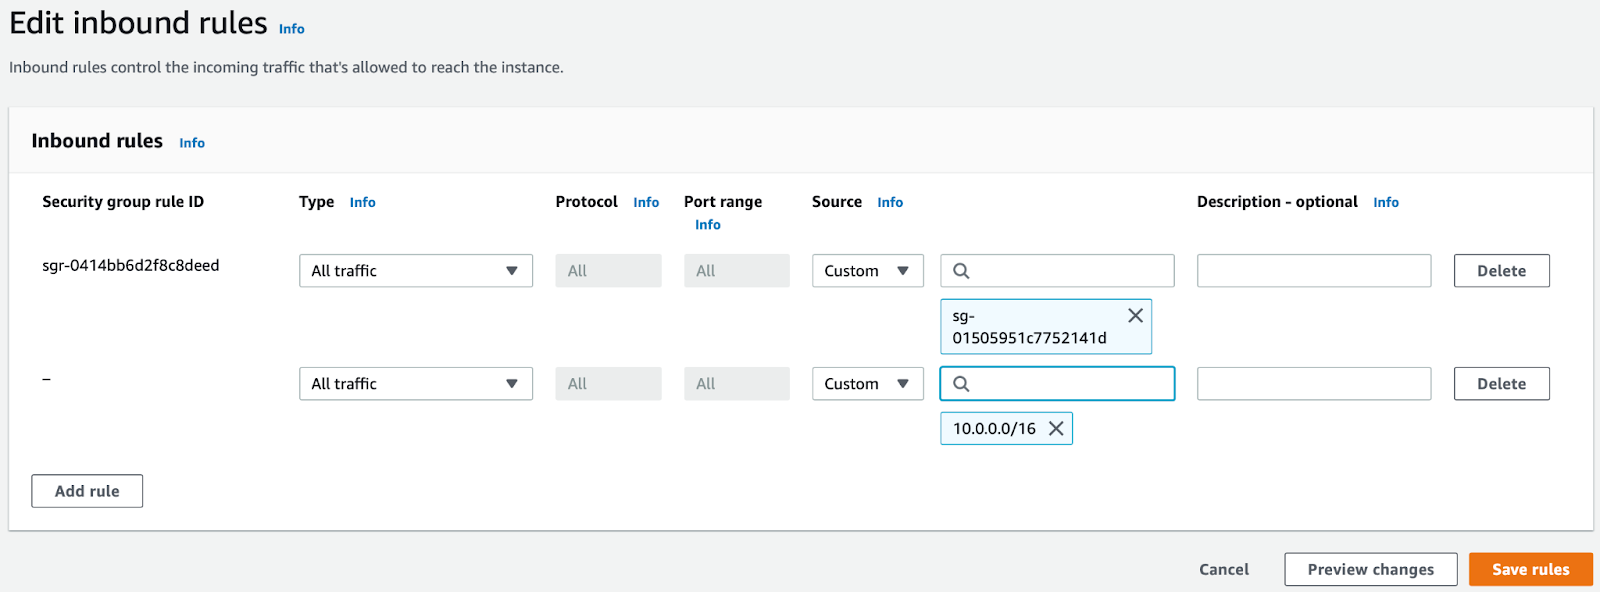 Edit inbound rules Info
Inbound rules control the incoming traffic that's allowed to reach the instance.
Inbound rules Info
Security group rule ID Type Info Protocol Info Port range Info Source Info Description - optional Info
sgr-0414bb6d2f8c8deed All traffic All All Custom Delete
sg-
01505951c7752141d
– All traffic All All Custom Delete
10.0.0.0/16
Add rule
Cancel Preview changes Save rules